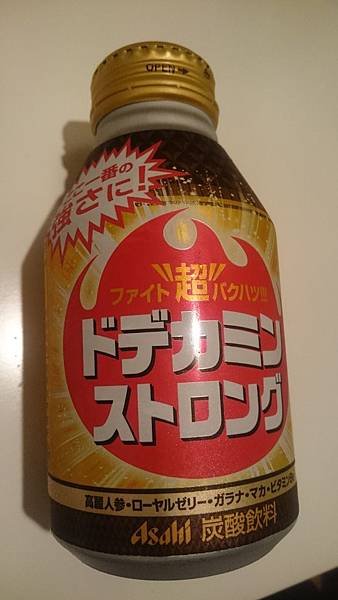 OPEN
一番の
強さに!
ファイト 超 バクハツ!!!
ドデカミン
ストロング
高麗人参・ローヤルゼリー・ガラナ・マカ・ビタミンB
Asahi 炭酸飲料